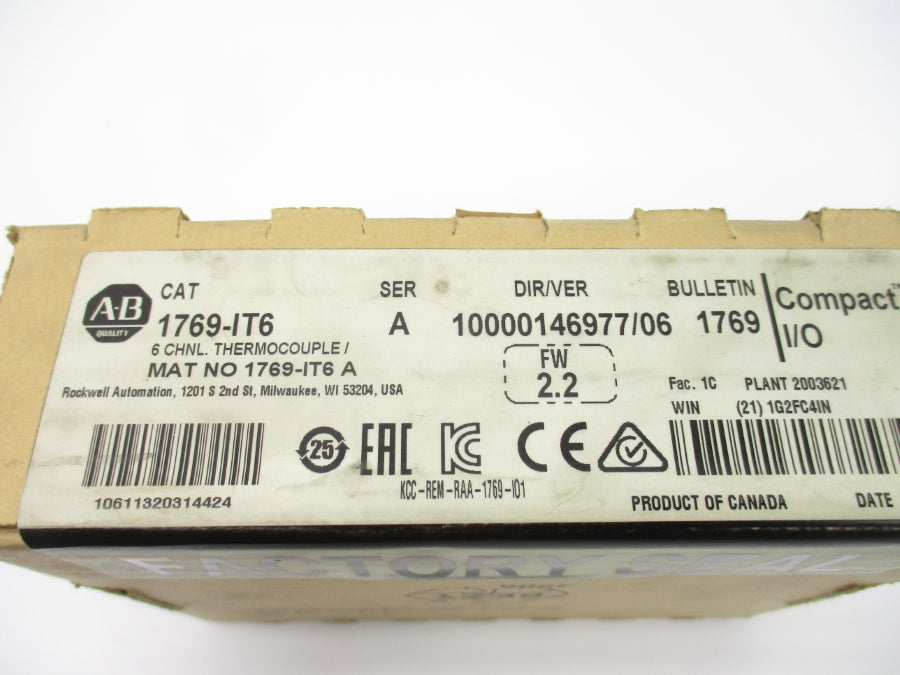 A-B
QUALITY
CAT
1769-IT6
6 CHNL. THERMOCOUPLE /
MAT NO 1769-IT6 A
SER
A
DIR/VER
10000146977/06
BULLETIN
1769
Compact™
I/O
FW
2.2
Fac. 1C PLANT 2003621
WIN (21) 1G2FC4IN
Rockwell Automation, 1201 S 2nd St, Milwaukee, WI 53204, USA
10611320314424
25
EAC
KC
CE
KCC-REM-RAA-1769-I01
PRODUCT OF CANADA
DATE
FACTORY SEAL